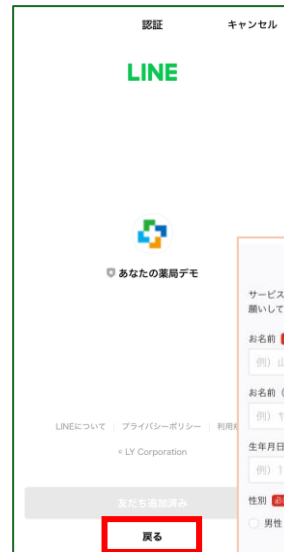 認証
キャンセル
LINE
あなたの薬局デモ
サービス
願いして
お名前
例）
お名前（
例）
生年月日
例）1
性別
男性
LINEについて | プライバシーポリシー | 利用
© LY Corporation
友だち追加済み
戻る